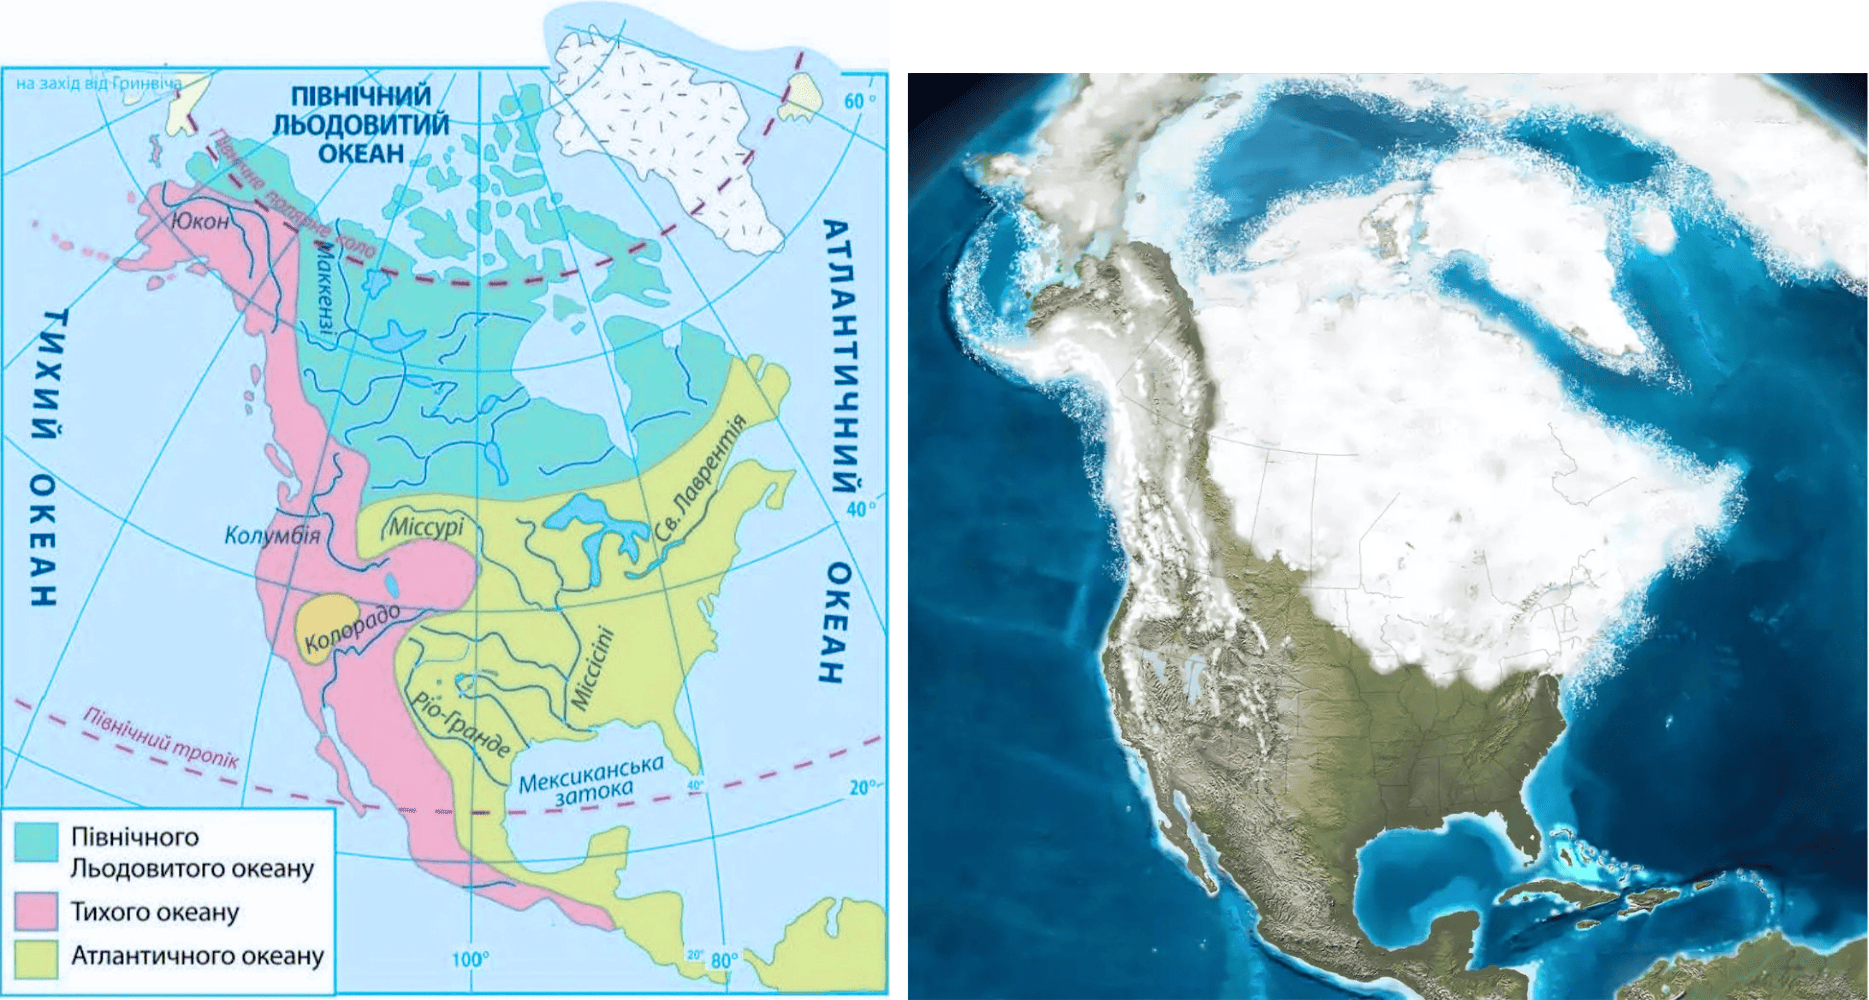 на захід від Гринвіча
ПІВНІЧНИЙ
ЛЬОДОВИТИЙ
ОКЕАН
60°
Північне полярне коло
Юкон
Маккензі
ТИХИЙ ОКЕАН
АТЛАНТИЧНИЙ ОКЕАН
40°
Св. Лаврентія
Міссурі
Колумбія
Колорадо
Міссісіпі
Ріо-Гранде
Північний тропік
Мексиканська
затока
40°
20°
Північного
Льодовитого океану
Тихого океану
Атлантичного океану
100°
20°
80°